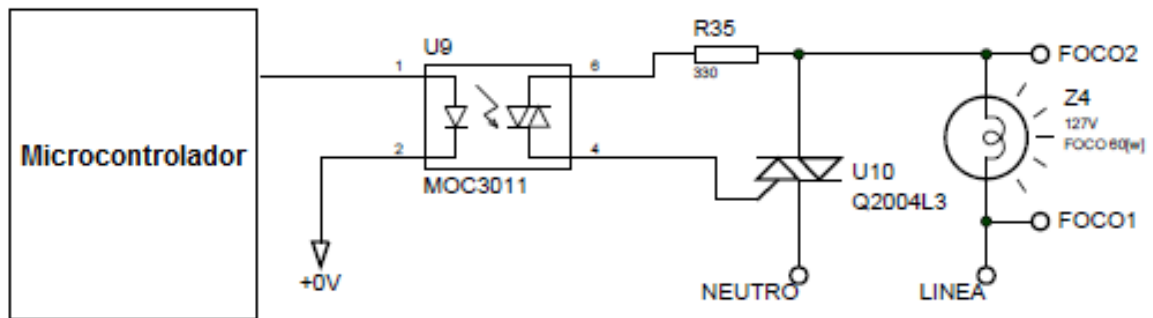 Microcontrolador
U9
1
2
6
4
MOC3011
+0V
R35
330
U10
Q2004L3
NEUTRO
LINEA
FOCO2
Z4
127V
FOCO 60[w]
FOCO1